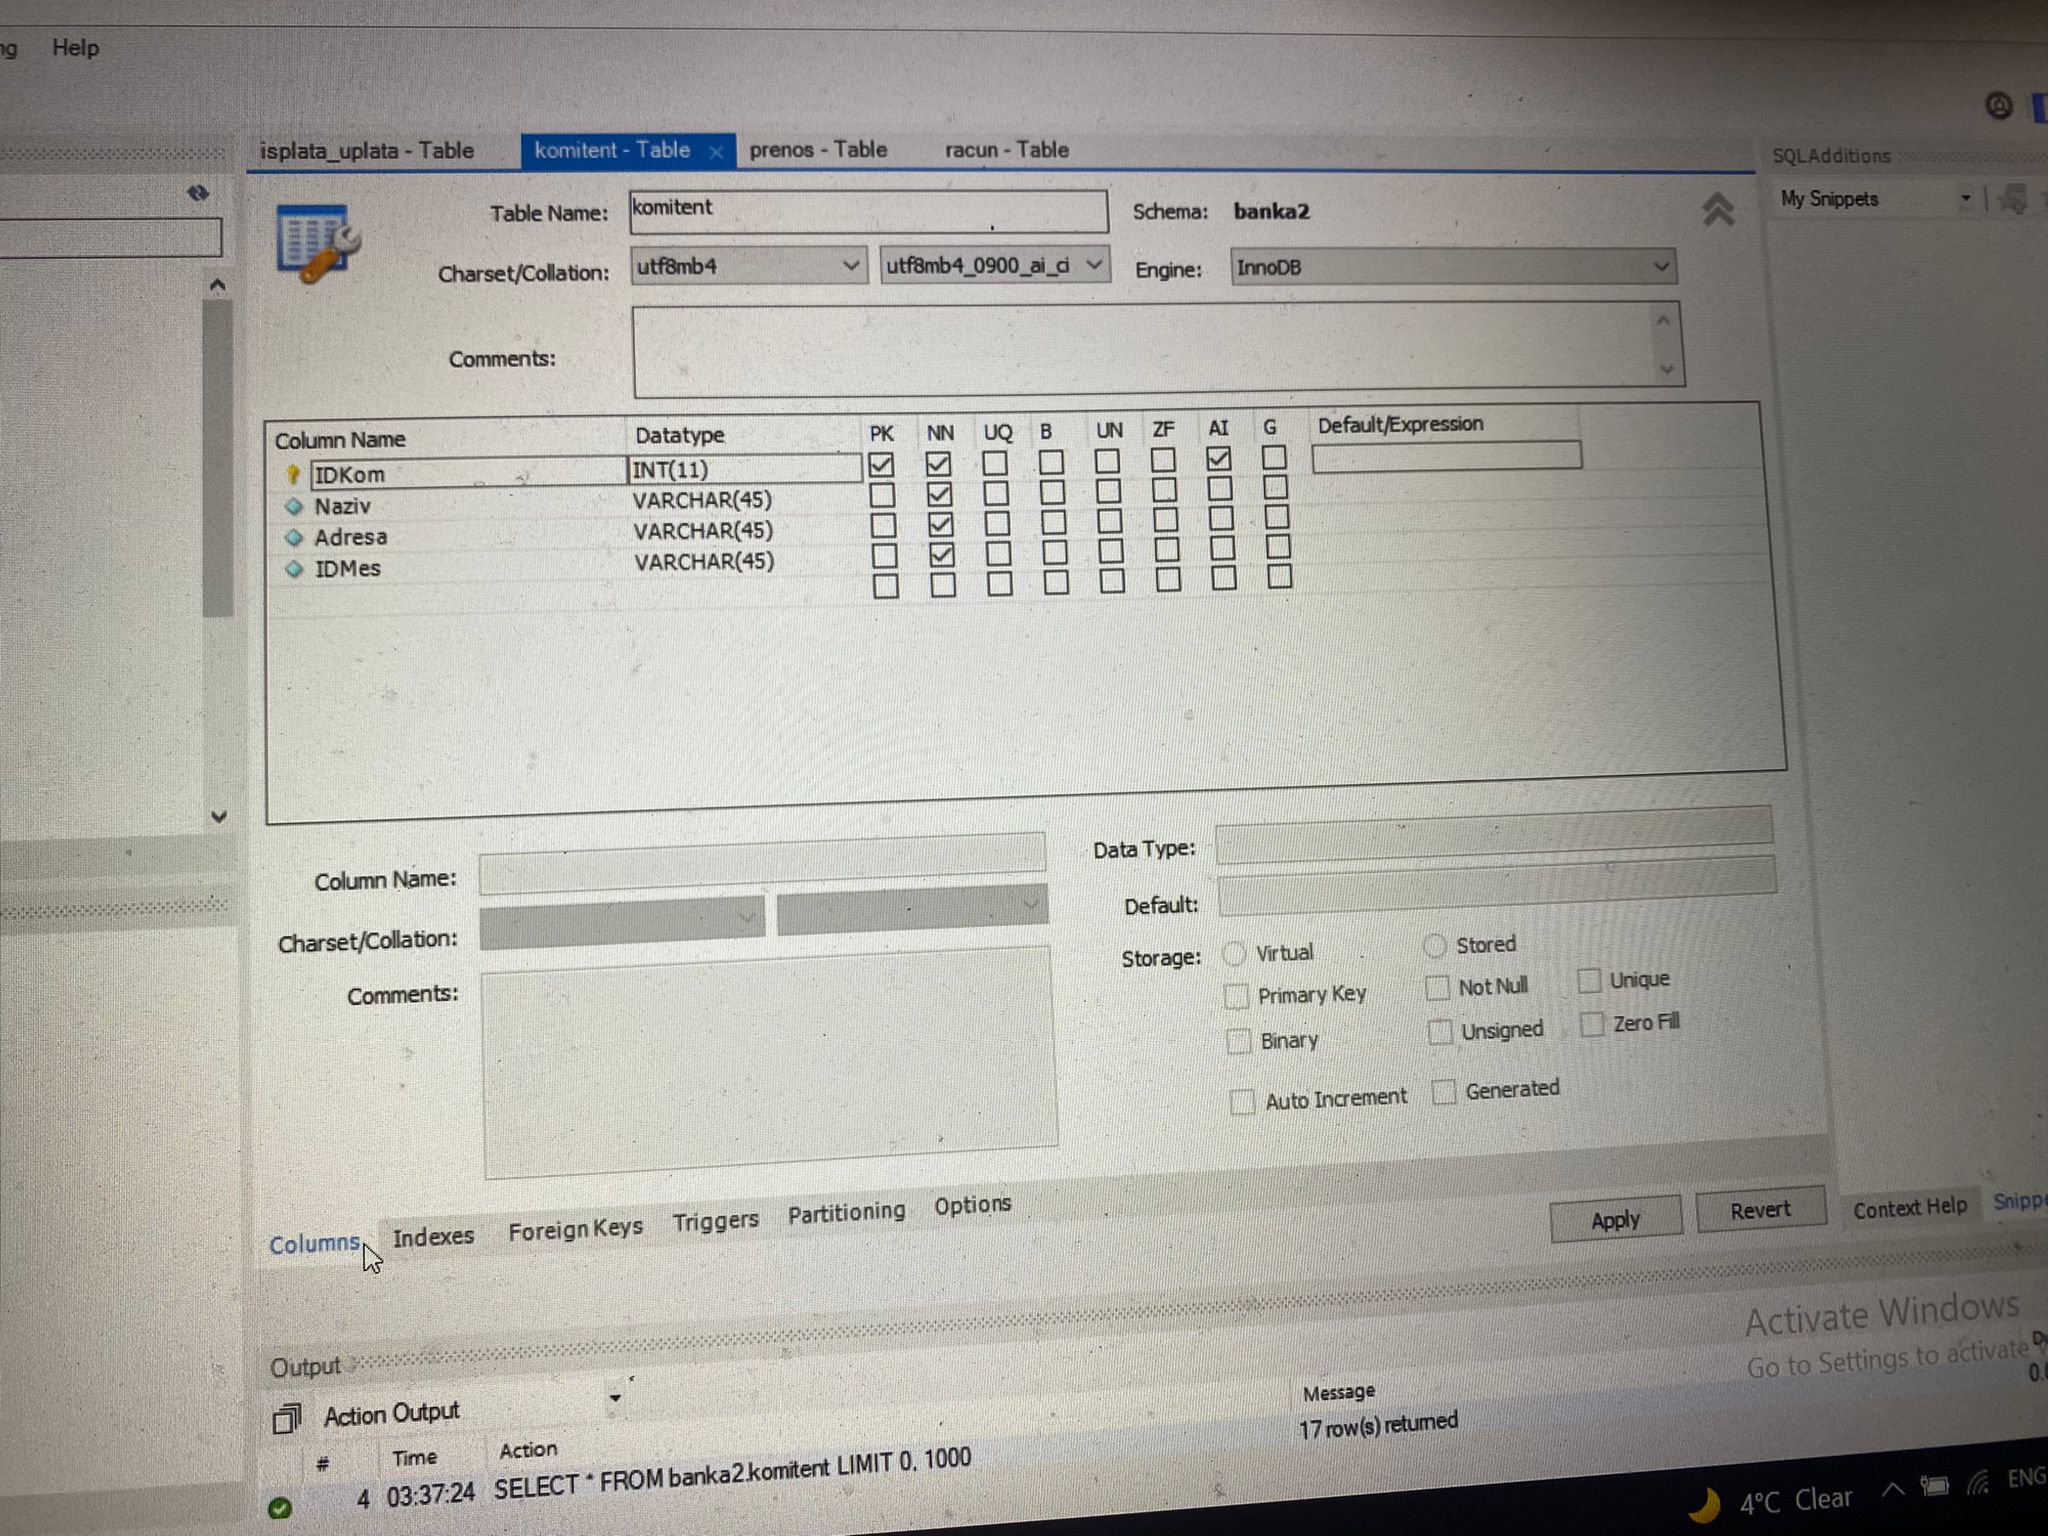 Help
isplata_uplata - Table komitent - Table × prenos - Table racun - Table
SQLAdditions
My Snippets
Table Name: komitent Schema: banka2
Charset/Collation: utf8mb4 utf8mb4_0900_ai_ci Engine: InnoDB
Comments:
Column Name Datatype PK NN UQ B UN ZF AI G Default/Expression
IDKom INT(11)
Naziv VARCHAR(45)
Adresa VARCHAR(45)
IDMes VARCHAR(45)
Column Name: Data Type:
Charset/Collation: Default:
Comments: Storage: Virtual Stored
Primary Key Not Null Unique
Binary Unsigned Zero Fill
Auto Increment Generated
Columns Indexes Foreign Keys Triggers Partitioning Options
Apply Revert
Context Help Snippe
Output
Activate Windows
Go to Settings to activate
Action Output
# Time Action Message
4 03:37:24 SELECT * FROM banka2.komitent LIMIT 0, 1000 17 row(s) returned
4°C Clear ENG